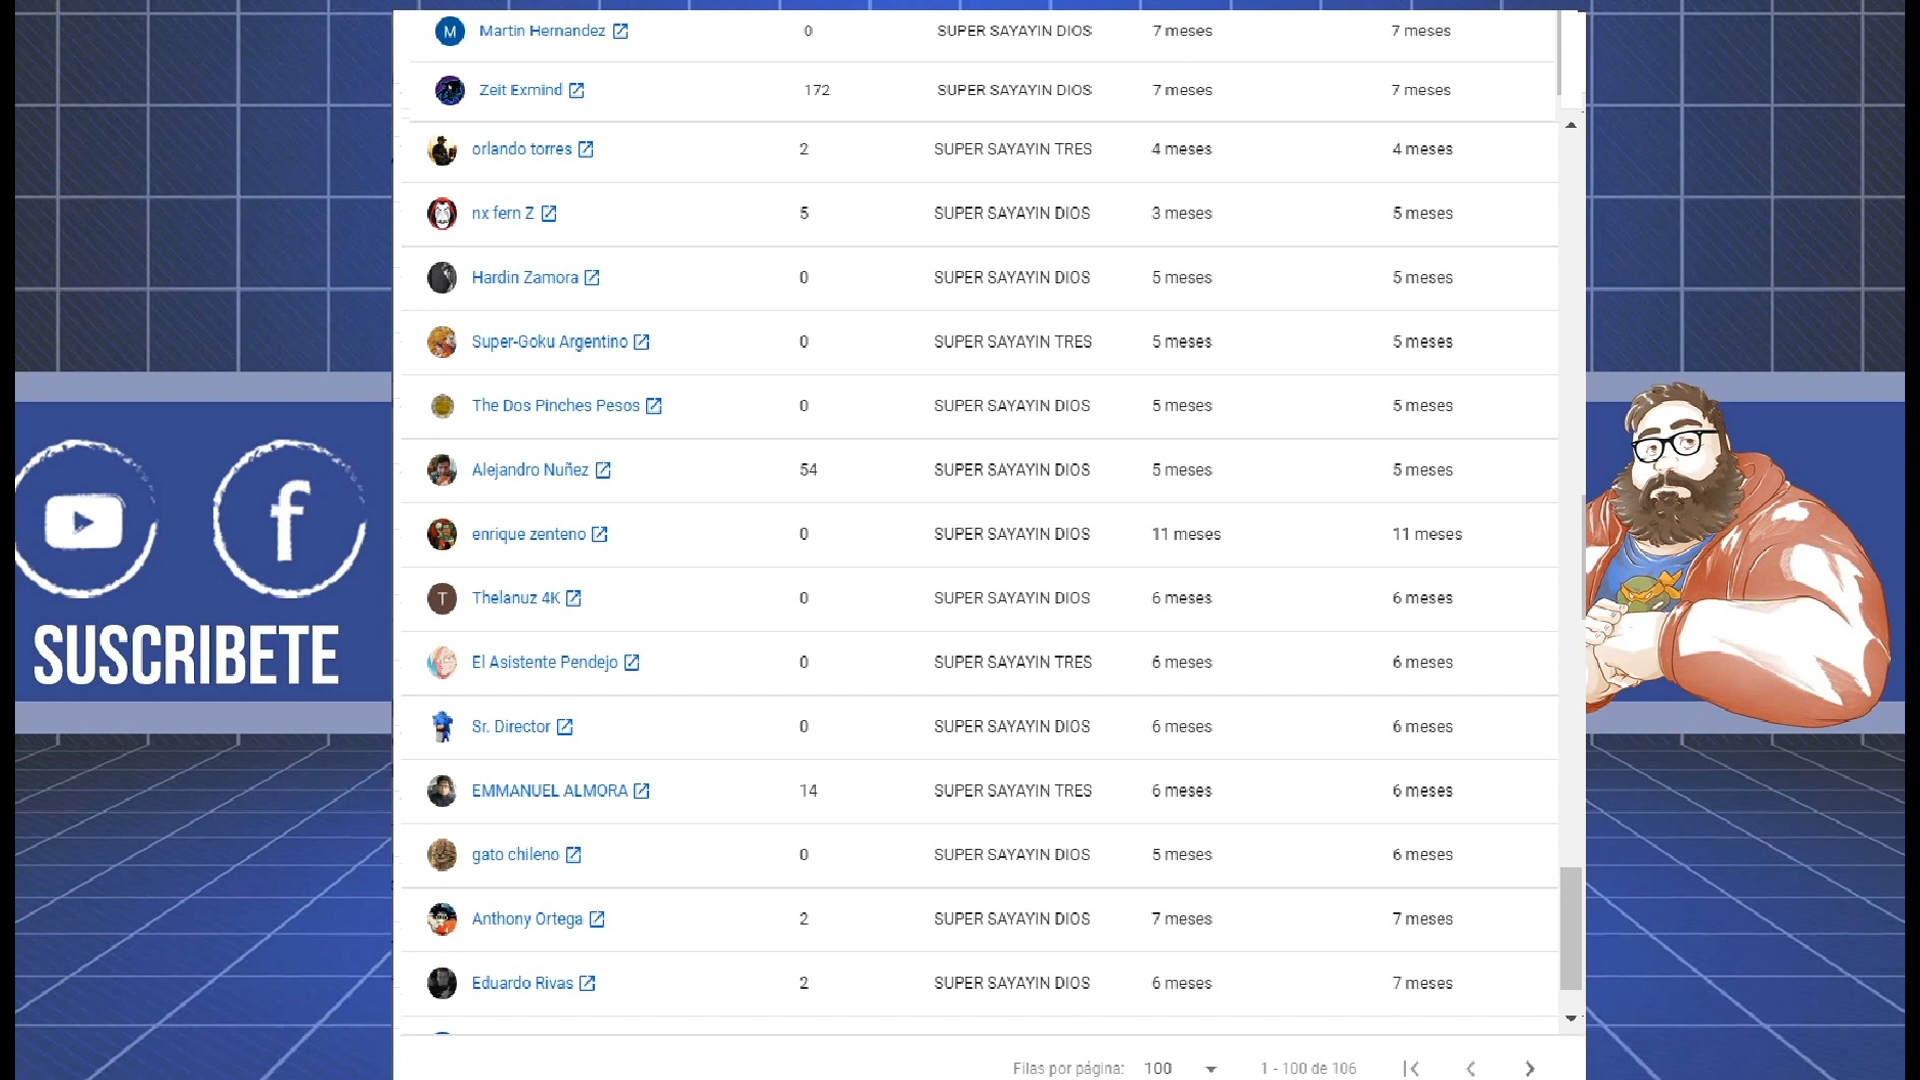 M Martin Hernandez 0 SUPER SAYAYIN DIOS 7 meses 7 meses
Zeit Exmind 172 SUPER SAYAYIN DIOS 7 meses 7 meses
orlando torres 2 SUPER SAYAYIN TRES 4 meses 4 meses
nx fern Z 5 SUPER SAYAYIN DIOS 3 meses 5 meses
Hardin Zamora 0 SUPER SAYAYIN DIOS 5 meses 5 meses
Super-Goku Argentino 0 SUPER SAYAYIN TRES 5 meses 5 meses
The Dos Pinches Pesos 0 SUPER SAYAYIN DIOS 5 meses 5 meses
Alejandro Nuñez 54 SUPER SAYAYIN DIOS 5 meses 5 meses
enrique zenteno 0 SUPER SAYAYIN DIOS 11 meses 11 meses
T Thelanuz 4K 0 SUPER SAYAYIN DIOS 6 meses 6 meses
El Asistente Pendejo 0 SUPER SAYAYIN TRES 6 meses 6 meses
Sr. Director 0 SUPER SAYAYIN DIOS 6 meses 6 meses
EMMANUEL ALMORA 14 SUPER SAYAYIN TRES 6 meses 6 meses
gato chileno 0 SUPER SAYAYIN DIOS 5 meses 6 meses
Anthony Ortega 2 SUPER SAYAYIN DIOS 7 meses 7 meses
Eduardo Rivas 2 SUPER SAYAYIN DIOS 6 meses 7 meses
Filas por página: 100 1 - 100 de 106
f
SUSCRIBETE